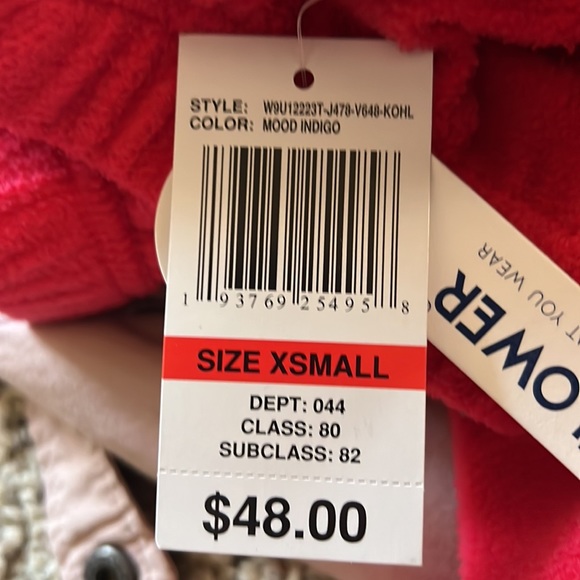 STYLE: W9U12223T-J478-V648-KOHL
COLOR: MOOD INDIGO
1 93769 25495 8
SIZE XSMALL
DEPT: 044
CLASS: 80
SUBCLASS: 82
$48.00
YOU WEAR
OWER